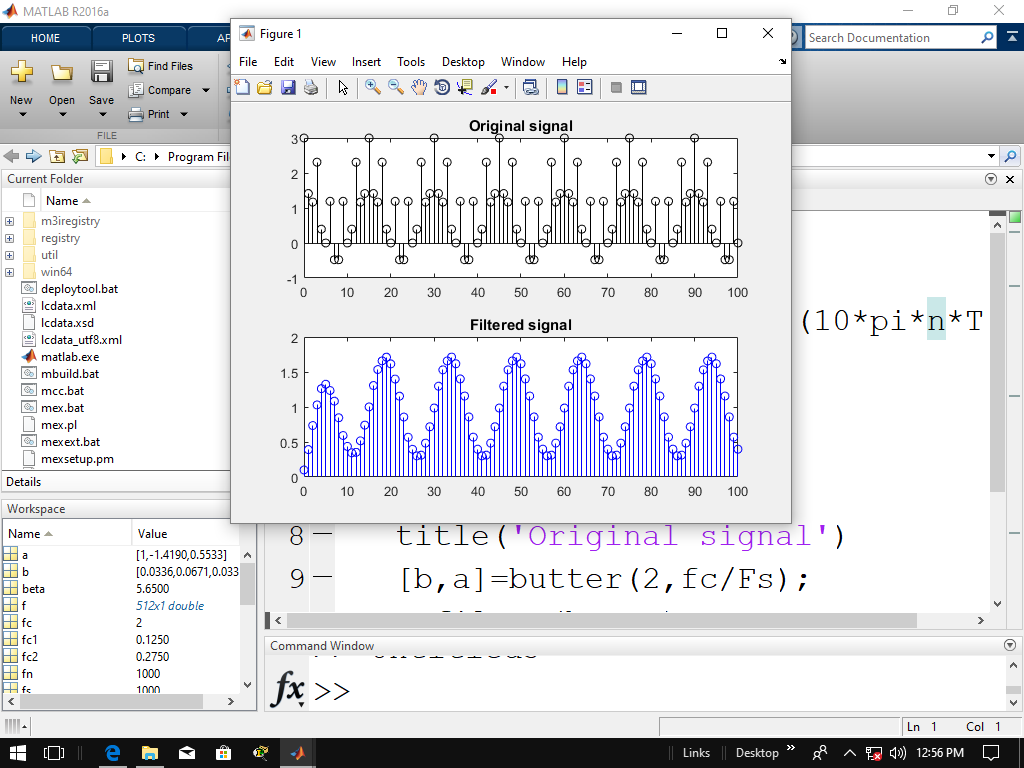 MATLAB R2016a
HOME
PLOTS
AP
Search Documentation
Figure 1
File Edit View Insert Tools Desktop Window Help
New
Open
Save
Find Files
Compare
Print
FILE
C:
Program Fil
Current Folder
Name
m3iregistry
registry
util
win64
deploytool.bat
lcdata.xml
lcdata.xsd
lcdata_utf8.xml
matlab.exe
mbuild.bat
mcc.bat
mex.bat
mex.pl
mexext.bat
mexsetup.pm
Details
Workspace
Name Value
a [1,-1.4190,0.5533]
b [0.0336,0.0671,0.033
beta 5.6500
f 512x1 double
fc 2
fc1 0.1250
fc2 0.2750
fn 1000
fs 1000
Original signal
3
2
1
0
-1
0 10 20 30 40 50 60 70 80 90 100
Filtered signal
2
1.5
1
0.5
0
0 10 20 30 40 50 60 70 80 90 100
(10*pi*n*T
8 title('Original signal')
9 [b,a]=butter(2,fc/Fs);
Command Window
fx >>
Ln 1 Col 1
Links Desktop 12:56 PM